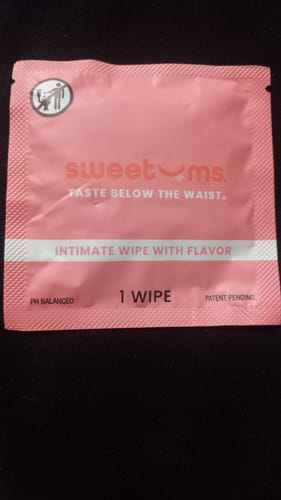 sweetums.
TASTE BELOW THE WAIST®
INTIMATE WIPE WITH FLAVOR
PH BALANCED
1 WIPE
PATENT PENDING